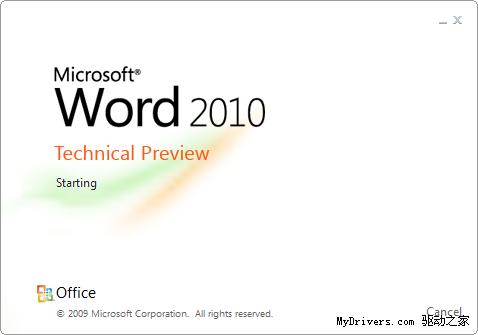 Microsoft®
Word 2010
Technical Preview
Starting
Office
© 2009 Microsoft Corporation. All rights reserved.
Cancel
MyDrivers.com 驱动之家